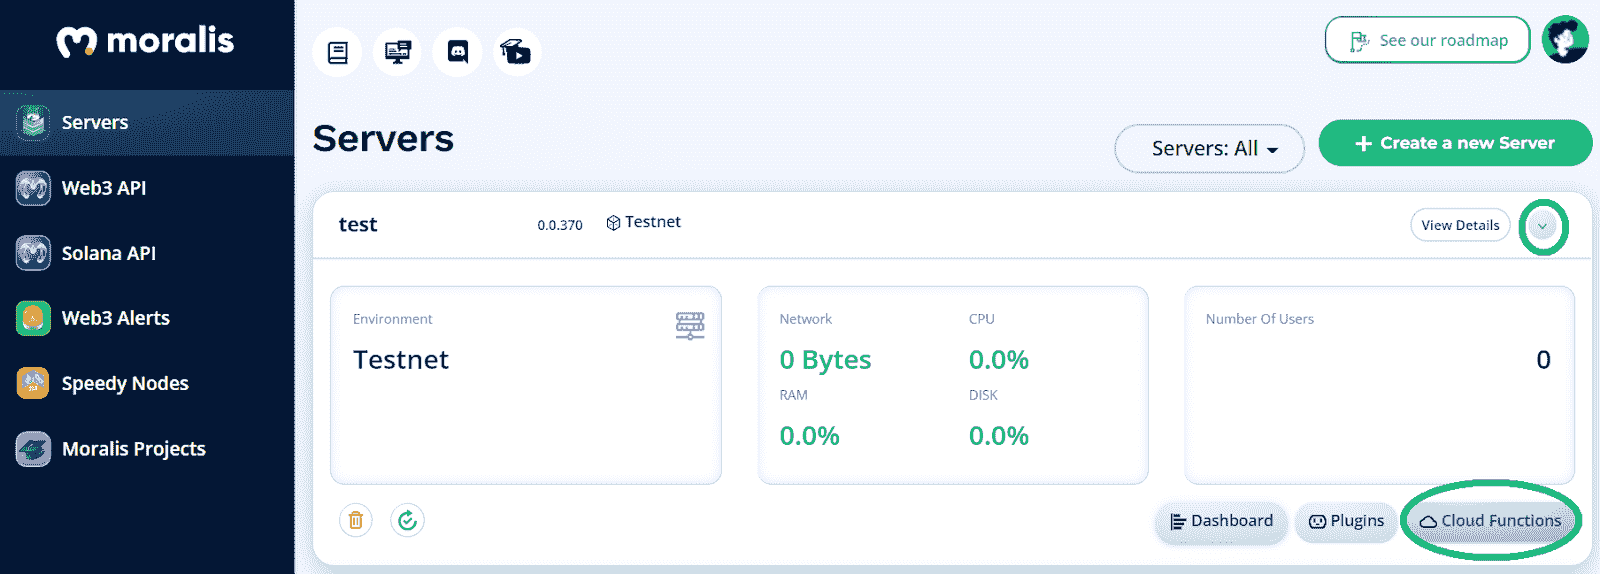 moralis
See our roadmap
Servers
Web3 API
Solana API
Web3 Alerts
Speedy Nodes
Moralis Projects
Servers
Servers: All
+ Create a new Server
test
0.0.370
Testnet
View Details
Environment
Testnet
Network
CPU
0 Bytes
0.0%
RAM
DISK
0.0%
0.0%
Number Of Users
0
Dashboard
Plugins
Cloud Functions